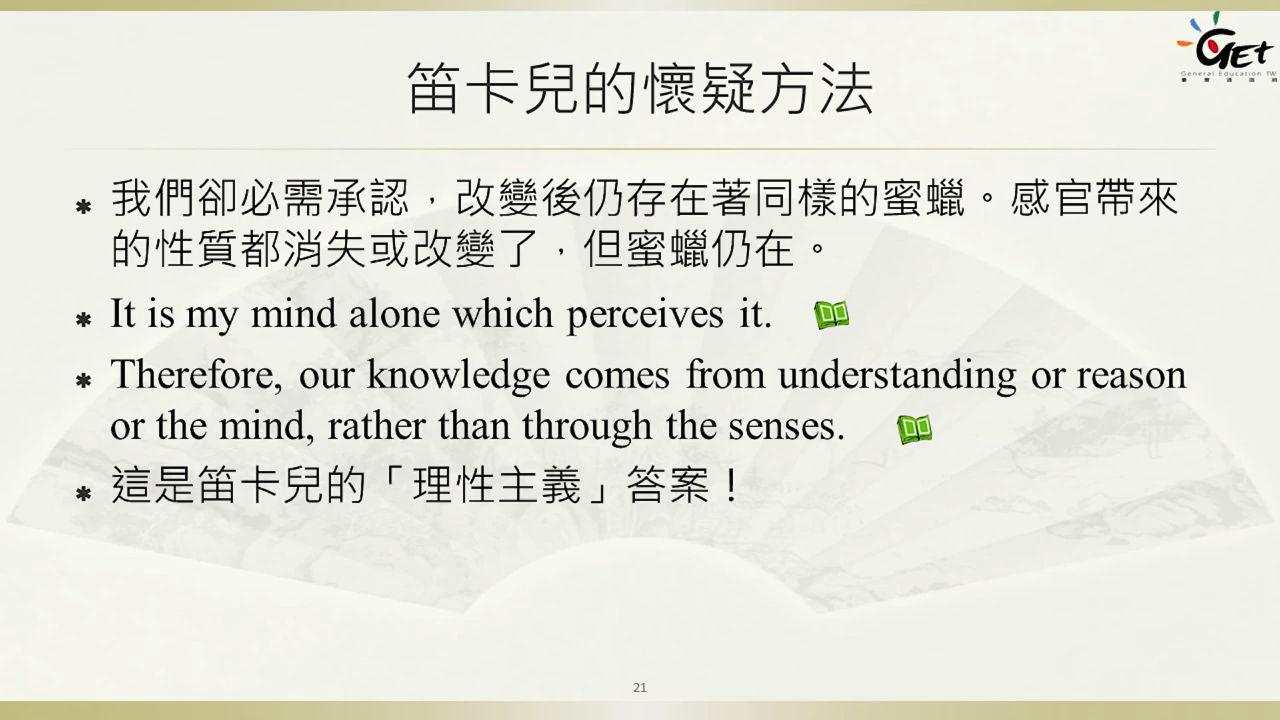 GET
General Education TW
笛卡兒的懷疑方法
我們卻必需承認，改變後仍存在著同樣的蜜蠟。感官帶來
的性質都消失或改變了，但蜜蠟仍在。
It is my mind alone which perceives it.
Therefore, our knowledge comes from understanding or reason
or the mind, rather than through the senses.
這是笛卡兒的「理性主義」答案！
21